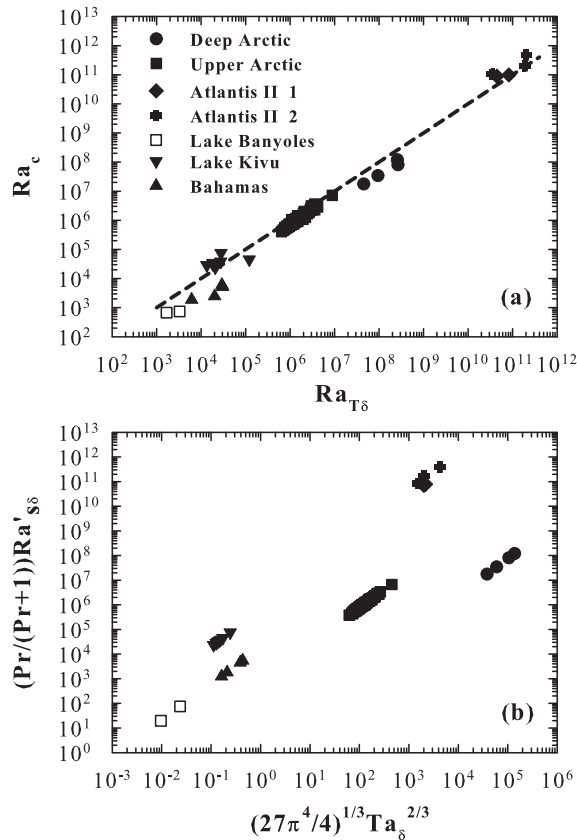 10^12
10^11
10^10
10^9
10^8
10^7
10^6
10^5
10^4
10^3
10^2
Ra_c
Deep Arctic
Upper Arctic
Atlantis II 1
Atlantis II 2
Lake Banyoles
Lake Kivu
Bahamas
(a)
10^2 10^3 10^4 10^5 10^6 10^7 10^8 10^9 10^10 10^11 10^12
Ra_Tδ
10^13
10^12
10^11
10^10
10^9
10^8
10^7
10^6
10^5
10^4
10^3
10^2
10^1
10^0
(Pr/(Pr+1))Ra'_sδ
(b)
10^-3 10^-2 10^-1 10^0 10^1 10^2 10^3 10^4 10^5 10^6
(27π^4/4)^1/3 Ta_δ^2/3